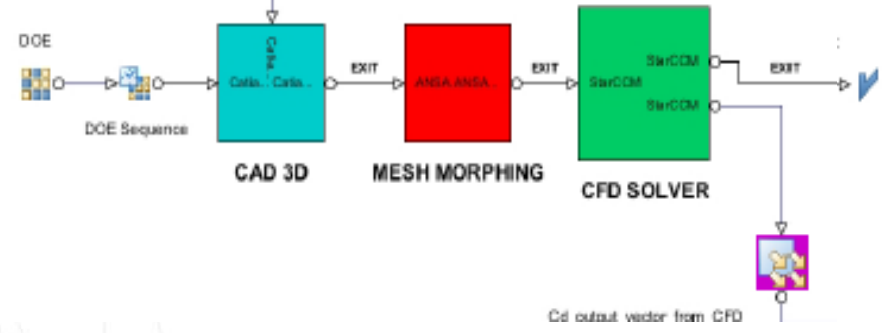 DOE
DOE Sequence
Catia..
Catia..
Catia...
CAD 3D
EXIT
ANSA
ANSA...
MESH MORPHING
EXIT
StarCCM
StarCCM
StarCCM
CFD SOLVER
EXIT
Cd output vector from CFD